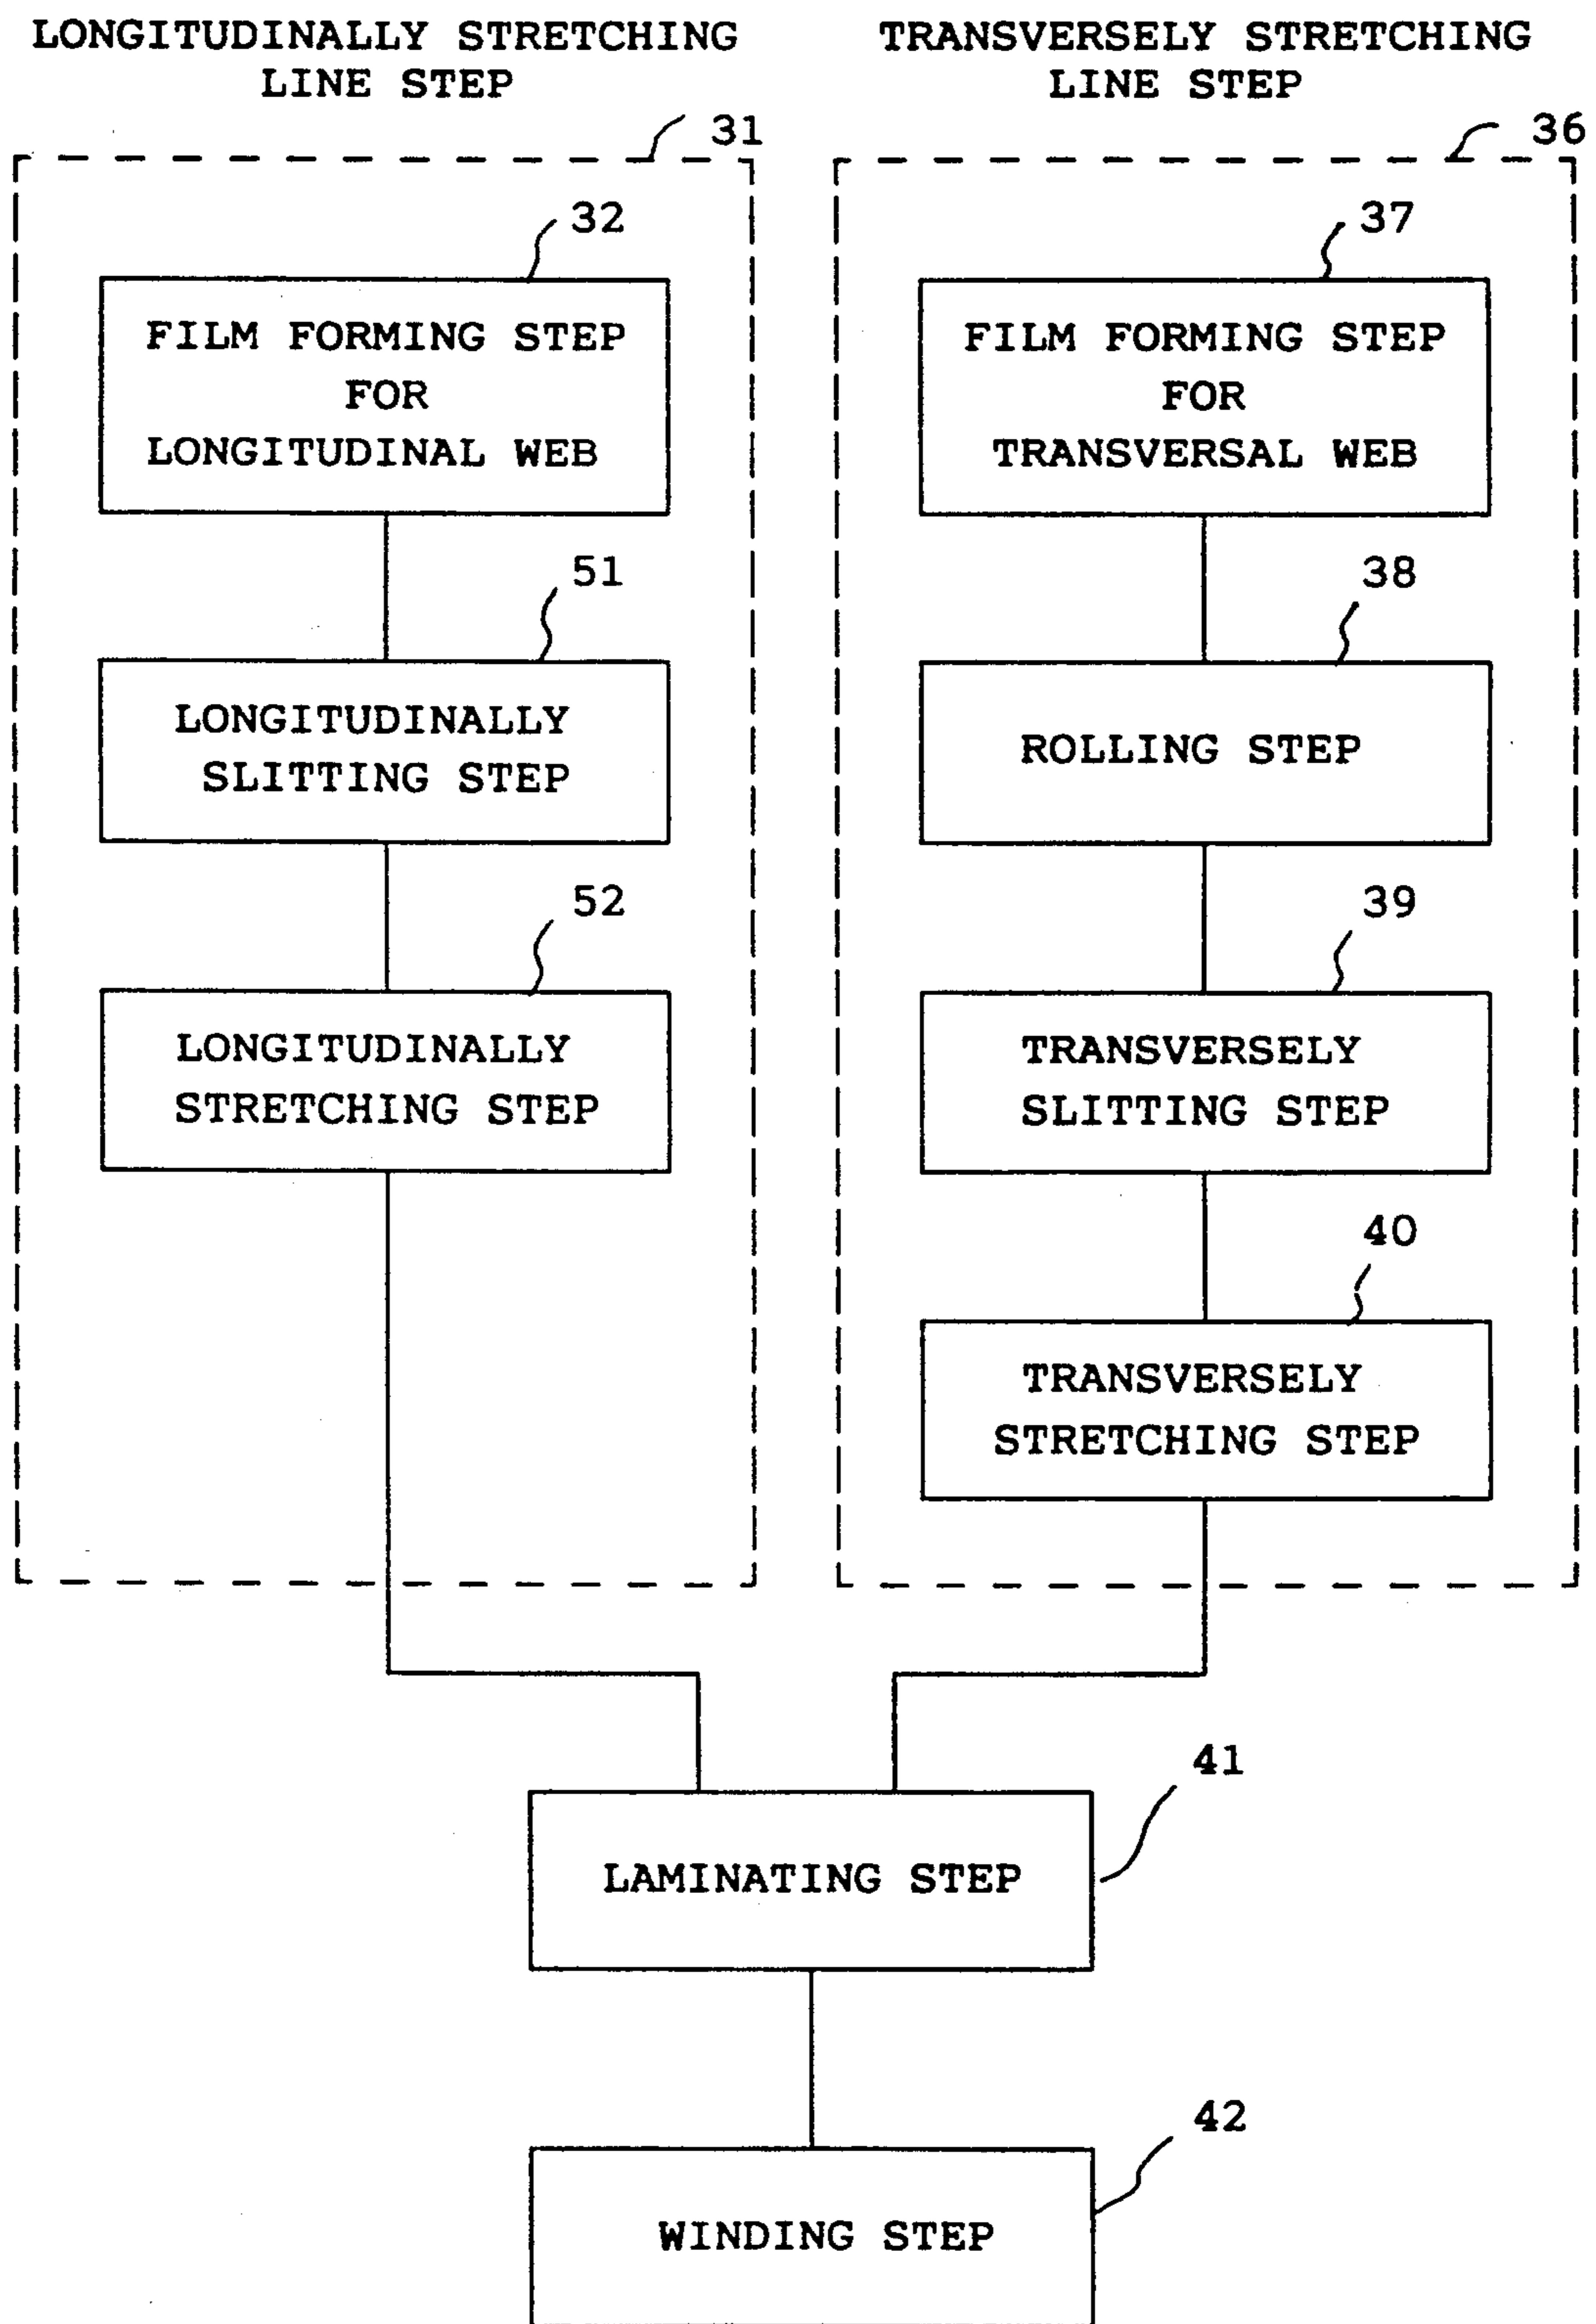 LONGITUDINALLY STRETCHING
LINE STEP
31
32
FILM FORMING STEP
FOR
LONGITUDINAL WEB
51
LONGITUDINALLY
SLITTING STEP
52
LONGITUDINALLY
STRETCHING STEP
TRANSVERSELY STRETCHING
LINE STEP
36
37
FILM FORMING STEP
FOR
TRANSVERSAL WEB
38
ROLLING STEP
39
TRANSVERSELY
SLITTING STEP
40
TRANSVERSELY
STRETCHING STEP
41
LAMINATING STEP
42
WINDING STEP